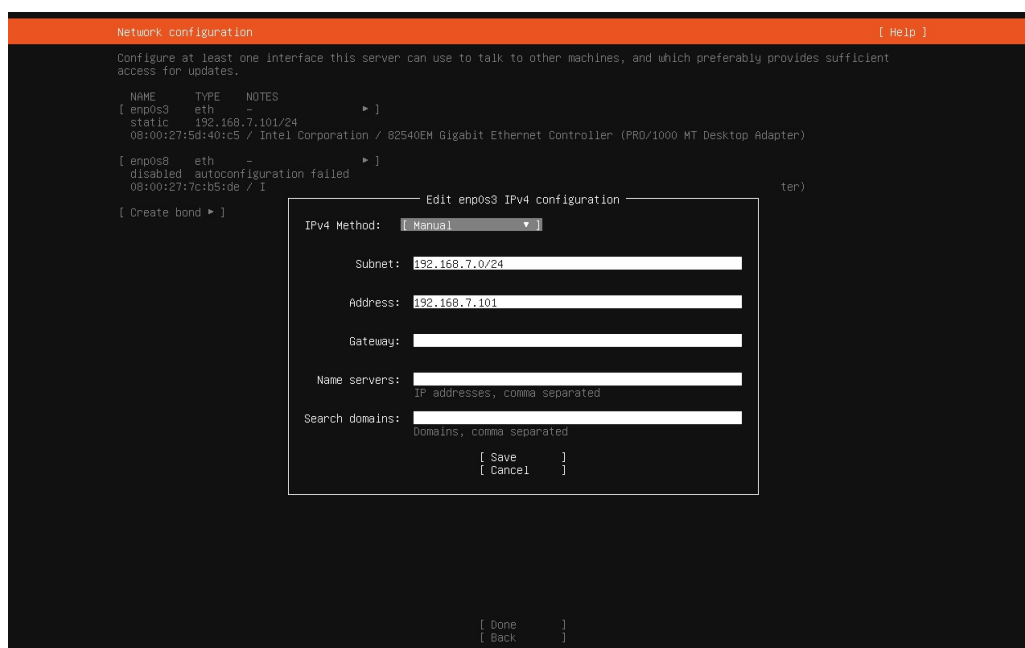 Network configuration [ Help ]
Configure at least one interface this server can use to talk to other machines, and which preferably provides sufficient
access for updates.
NAME TYPE NOTES
[ enp0s3 eth – ▸ ]
static 192.168.7.101/24
08:00:27:5d:40:c5 / Intel Corporation / 82540EM Gigabit Ethernet Controller (PRO/1000 MT Desktop Adapter)
[ enp0s8 eth – ▸ ]
disabled autoconfiguration failed
08:00:27:7c:b5:de / I ter)
[ Create bond ▸ ]
Edit enp0s3 IPv4 configuration
IPv4 Method: [ Manual ▾ ]
Subnet: 192.168.7.0/24
Address: 192.168.7.101
Gateway:
Name servers:
IP addresses, comma separated
Search domains:
Domains, comma separated
[ Save ]
[ Cancel ]
[ Done ]
[ Back ]